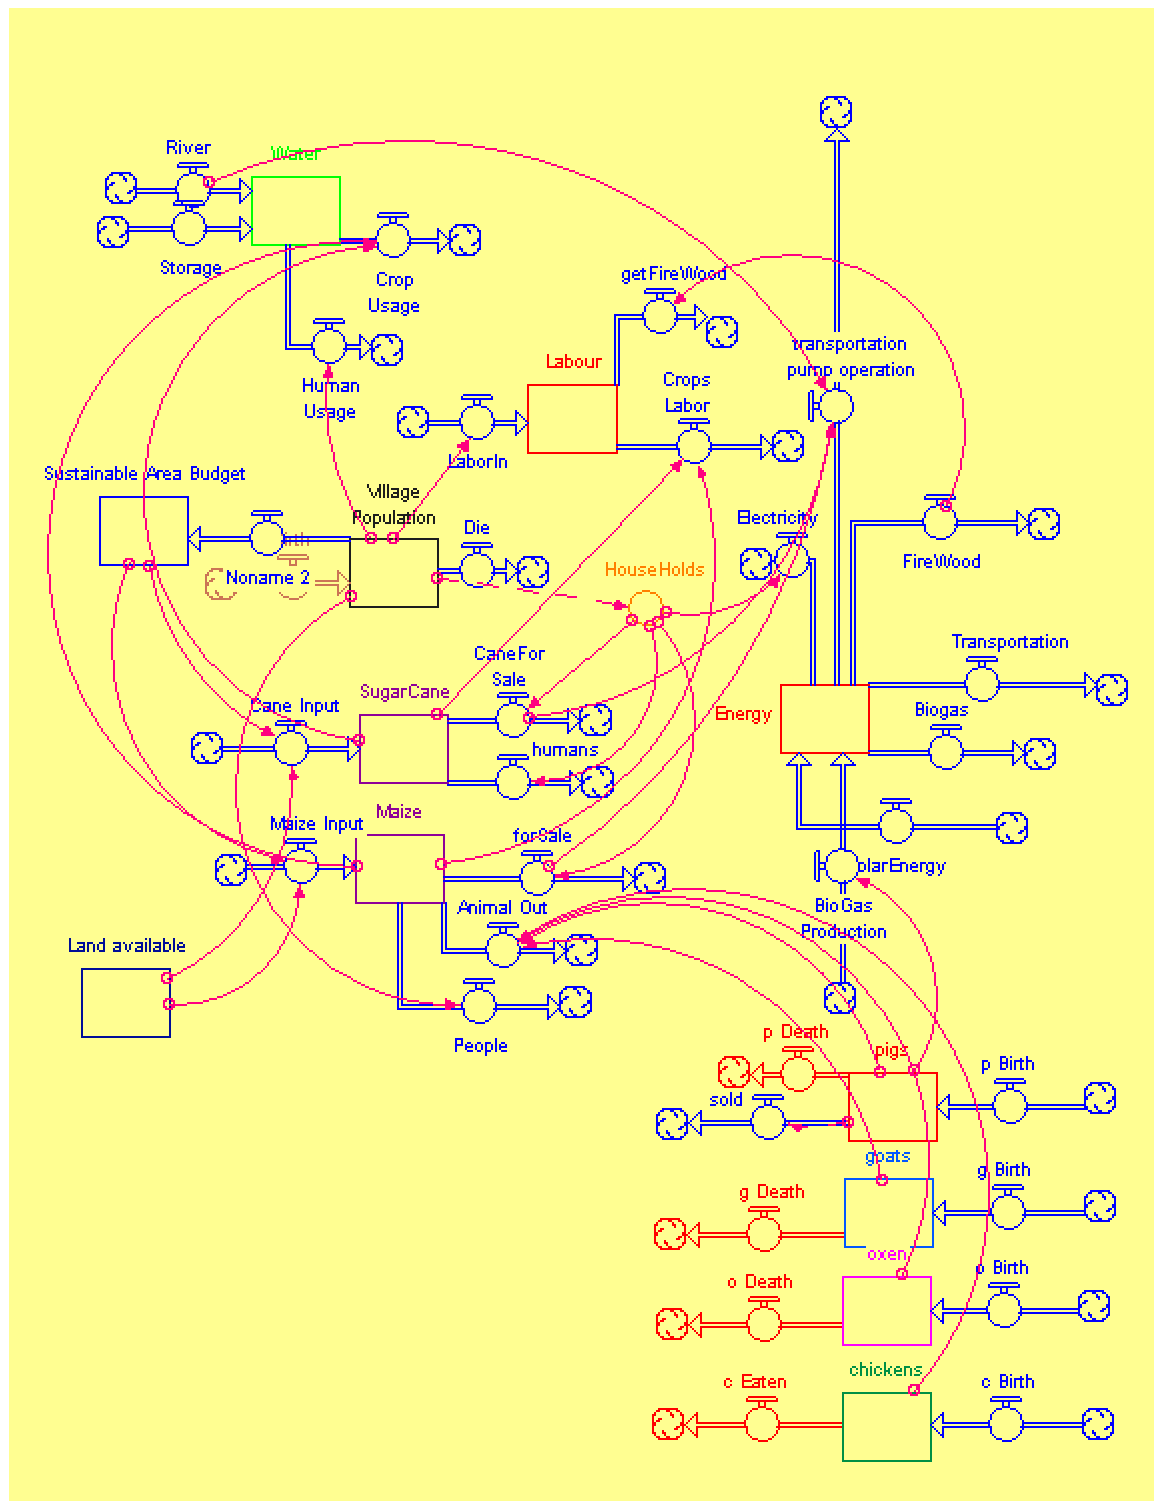 River
Water
Storage
Crop
Usage
getFireWood
transportation
pump operation
Labour
Crops
Labor
Human
Usage
LaborIn
Sustainable Area Budget
Village
Population
Die
Electricity
FireWood
Noname 2
HouseHolds
CaneFor
Sale
Transportation
SugarCane
Cane Input
Energy
Biogas
humans
Maize
Maize Input
forSale
olarEnergy
Animal Out
BioGas
Production
Land available
People
p Death
pigs
p Birth
sold
goats
g Birth
g Death
oxen
o Birth
o Death
chickens
c Eaten
c Birth